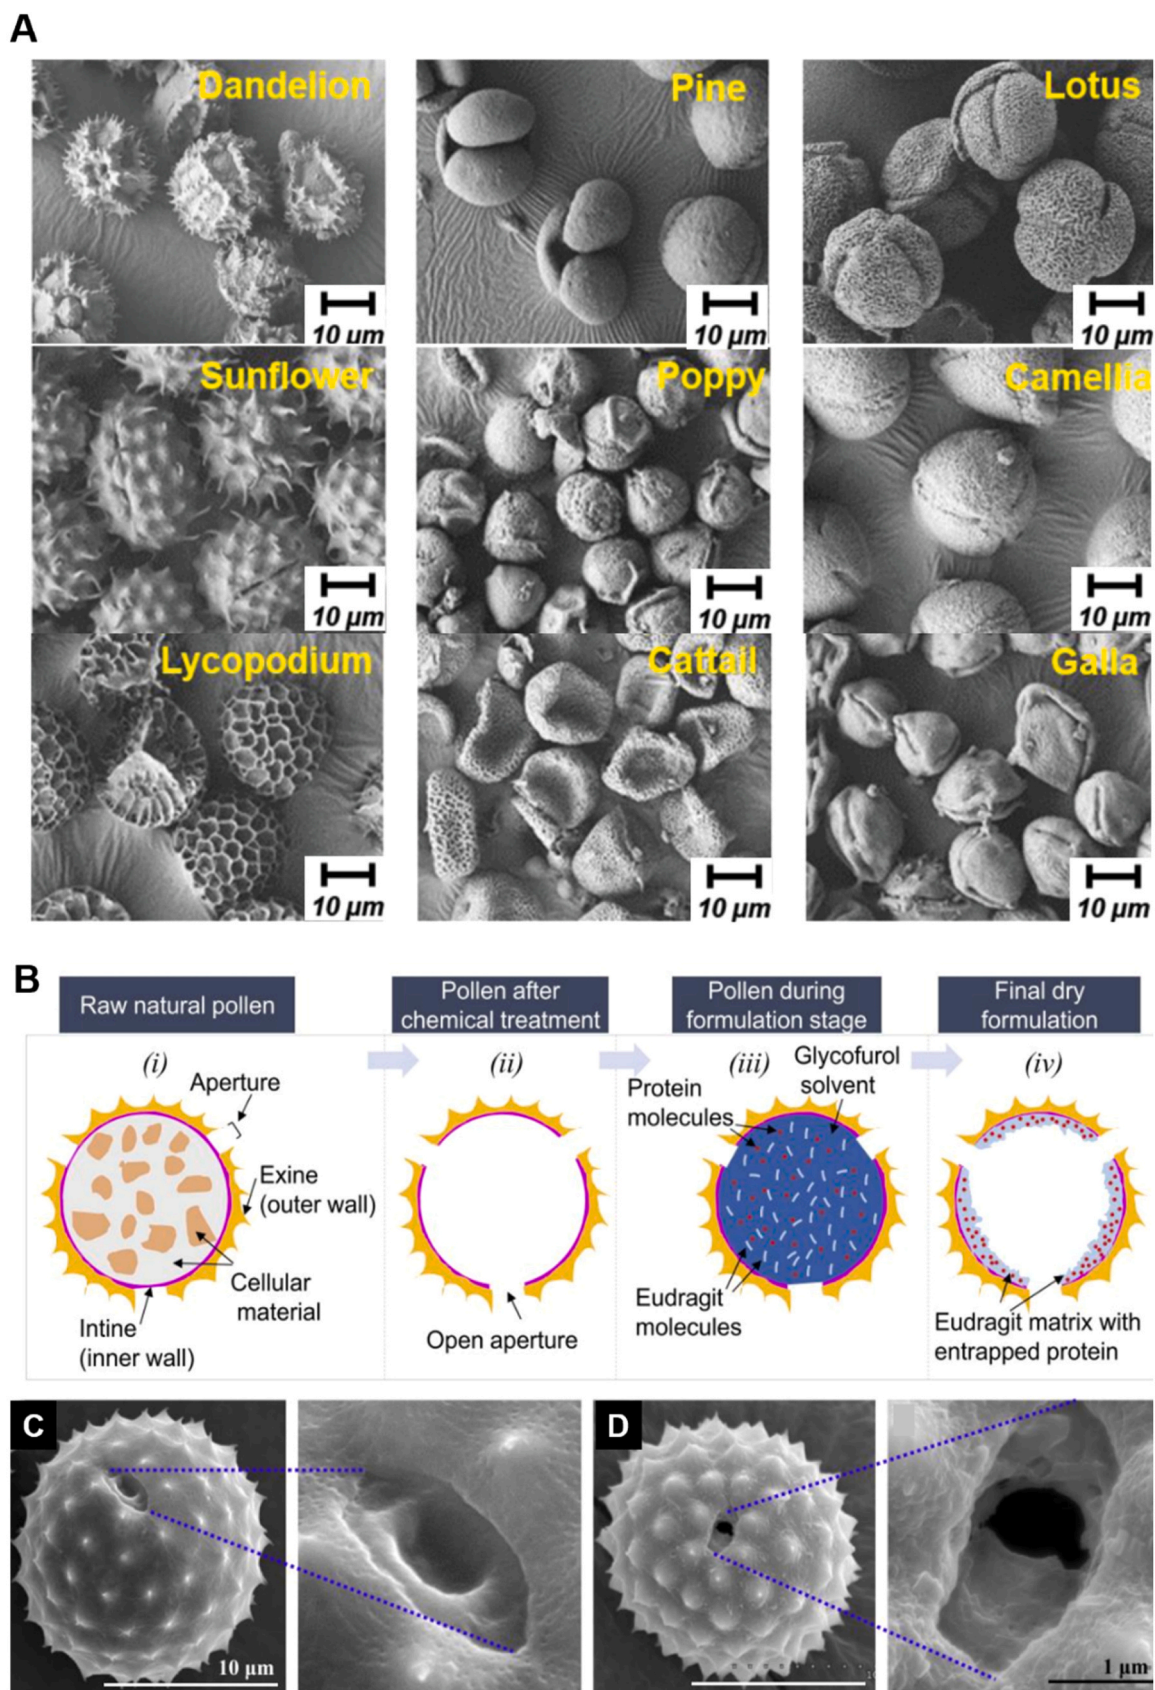 A
Dandelion
10 µm
Pine
10 µm
Lotus
10 µm
Sunflower
10 µm
Poppy
10 µm
Camellia
10 µm
Lycopodium
10 µm
Cattail
10 µm
Galla
10 µm
B
Raw natural pollen
Pollen after
chemical treatment
Pollen during
formulation stage
Final dry
formulation
(i)
Aperture
Exine
(outer wall)
Cellular
material
Intine
(inner wall)
(ii)
Open aperture
(iii)
Glycofurol
solvent
Protein
molecules
Eudragit
molecules
(iv)
Eudragit matrix with
entrapped protein
C
10 µm
D
1 µm